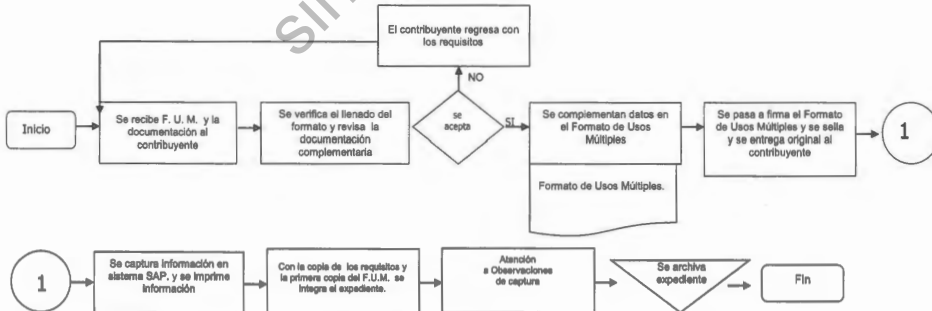 El contribuyente regresa con
los requisitos
NO
Inicio
Se recibe F. U. M. y la
documentación al
contribuyente
Se verifica el llenado del
formato y revisa la
documentación
complementaria
se
acepta
SI
Se complementan datos en
el Formato de Usos
Múltiples
Formato de Usos Múltiples.
Se pasa a firma el Formato
de Usos Múltiples y se sella
y se entrega original al
contribuyente
1
1
Se captura información en
sistema SAP. y se imprime
información
Con la copia de los requisitos y
la primera copia del F.U.M. se
integra el expediente.
Atención
a Observaciones
de captura
Se archiva
expediente
Fin